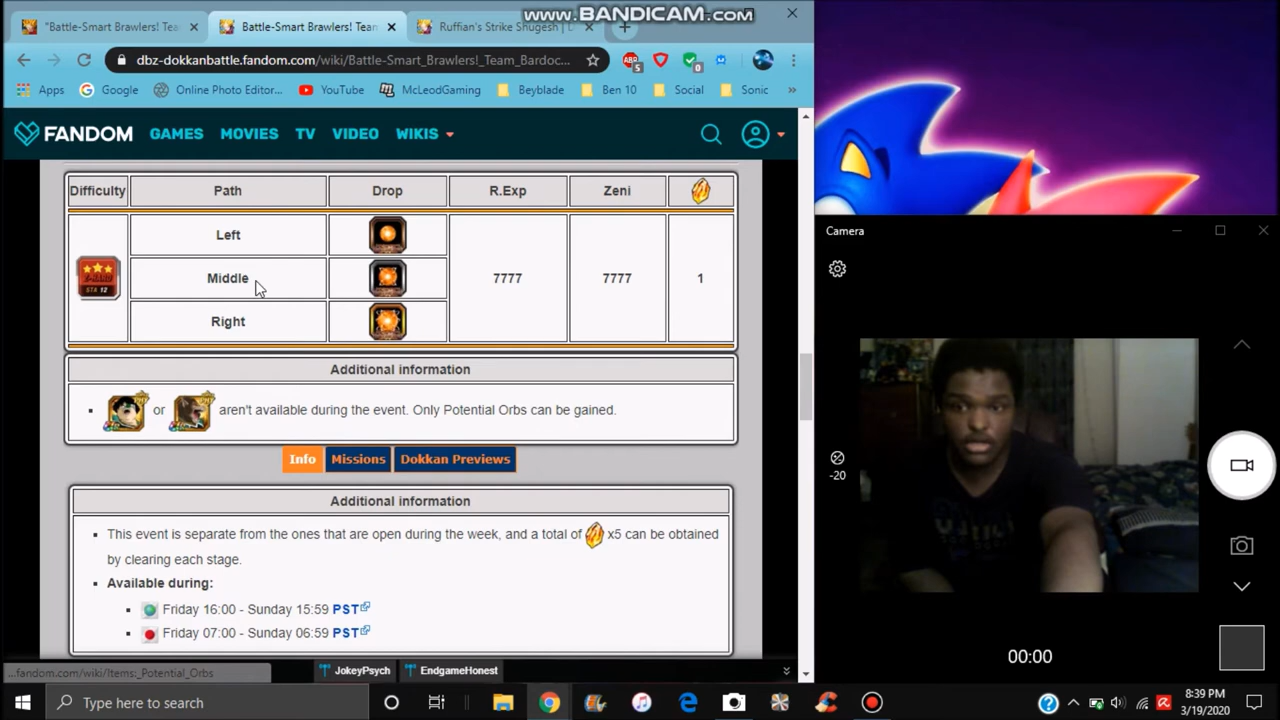 www.BANDICAM.com
"Battle-Smart Brawlers! Tea
Battle-Smart Brawlers! Team
Ruffian's Strike Shugesh | D
dbz-dokkanbattle.fandom.com/wiki/Battle-Smart_Brawlers!_Team_Bardoc...
ABP
5
0
Apps
Google
Online Photo Editor...
YouTube
McLeodGaming
Beyblade
Ben 10
Social
Sonic
»
FANDOM
GAMES
MOVIES
TV
VIDEO
WIKIS
Difficulty
Path
Drop
R.Exp
Zeni
Left
Middle
Right
STA 12
7777
7777
1
Additional information
or aren't available during the event. Only Potential Orbs can be gained.
Info
Missions
Dokkan Previews
Additional information
This event is separate from the ones that are open during the week, and a total of x5 can be obtained
by clearing each stage.
Available during:
Friday 16:00 - Sunday 15:59 PST
Friday 07:00 - Sunday 06:59 PST
...fandom.com/wiki/Items:_Potential_Orbs
JokeyPsych
EndgameHonest
Camera
-20
00:00
Type here to search
8:39 PM
3/19/2020